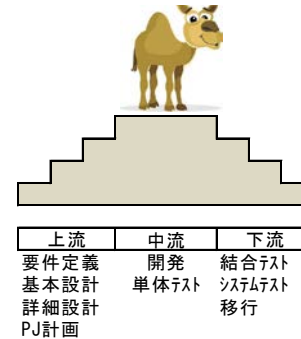 上流 中流 下流
要件定義 開発 結合ﾃｽﾄ
基本設計 単体ﾃｽﾄ ｼｽﾃﾑﾃｽﾄ
詳細設計 移行
PJ計画